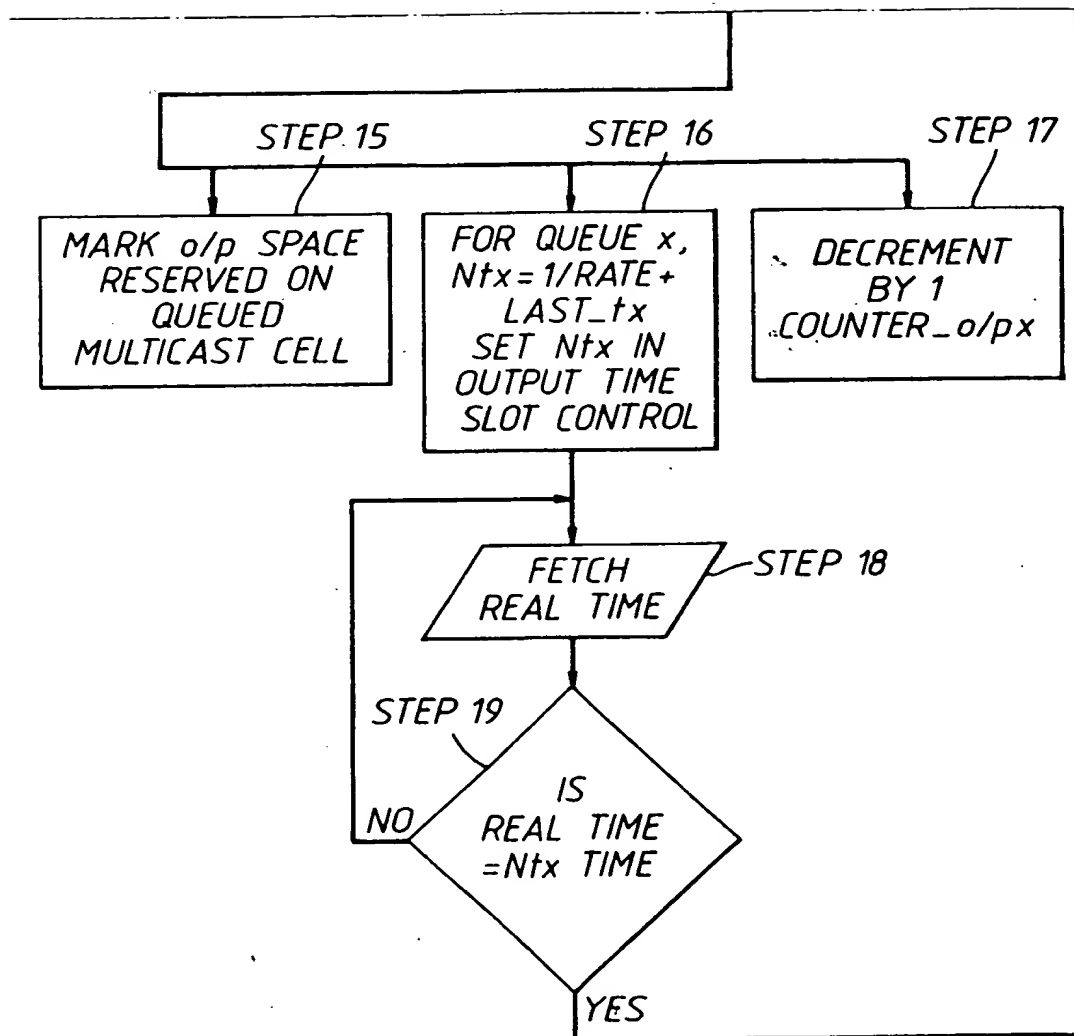 STEP 15
STEP 16
STEP 17
MARK o/p SPACE
RESERVED ON
QUEUED
MULTICAST CELL
FOR QUEUE x,
Ntx=1/RATE+
LAST_tx
SET Ntx IN
OUTPUT TIME
SLOT CONTROL
DECREMENT
BY 1
COUNTER_o/px
FETCH
REAL TIME
STEP 18
STEP 19
IS
REAL TIME
=Ntx TIME
NO
YES